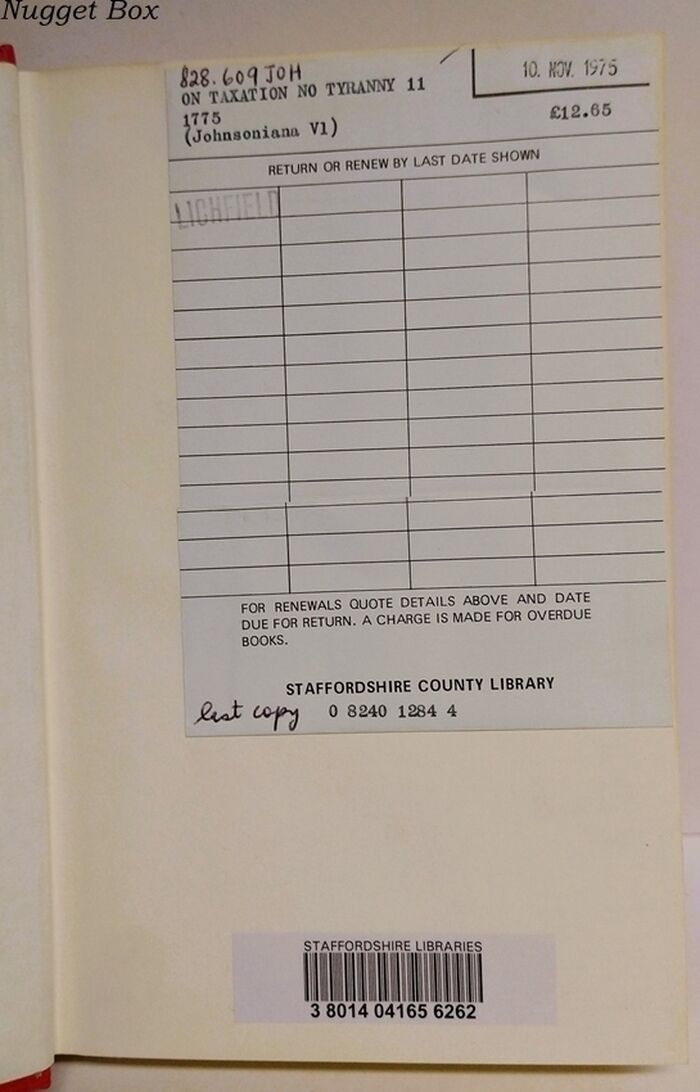 Nugget Box
828.609 JOH
10. NOV. 1975
ON TAXATION NO TYRANNY 11
1775
£12.65
(Johnsoniana V1)
RETURN OR RENEW BY LAST DATE SHOWN
LICHFIELD
FOR RENEWALS QUOTE DETAILS ABOVE AND DATE
DUE FOR RETURN. A CHARGE IS MADE FOR OVERDUE
BOOKS.
STAFFORDSHIRE COUNTY LIBRARY
last copy 0 8240 1284 4
STAFFORDSHIRE LIBRARIES
3 8014 04165 6262